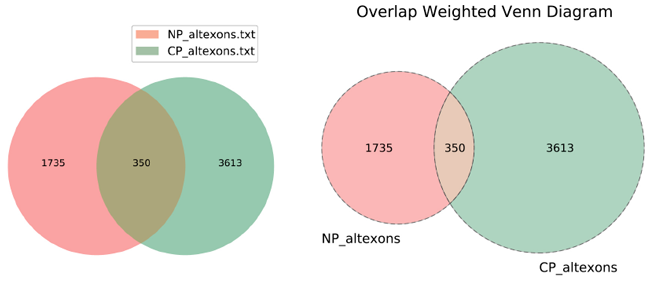 NP_altexons.txt
CP_altexons.txt
1735
350
3613
Overlap Weighted Venn Diagram
1735
350
3613
NP_altexons
CP_altexons